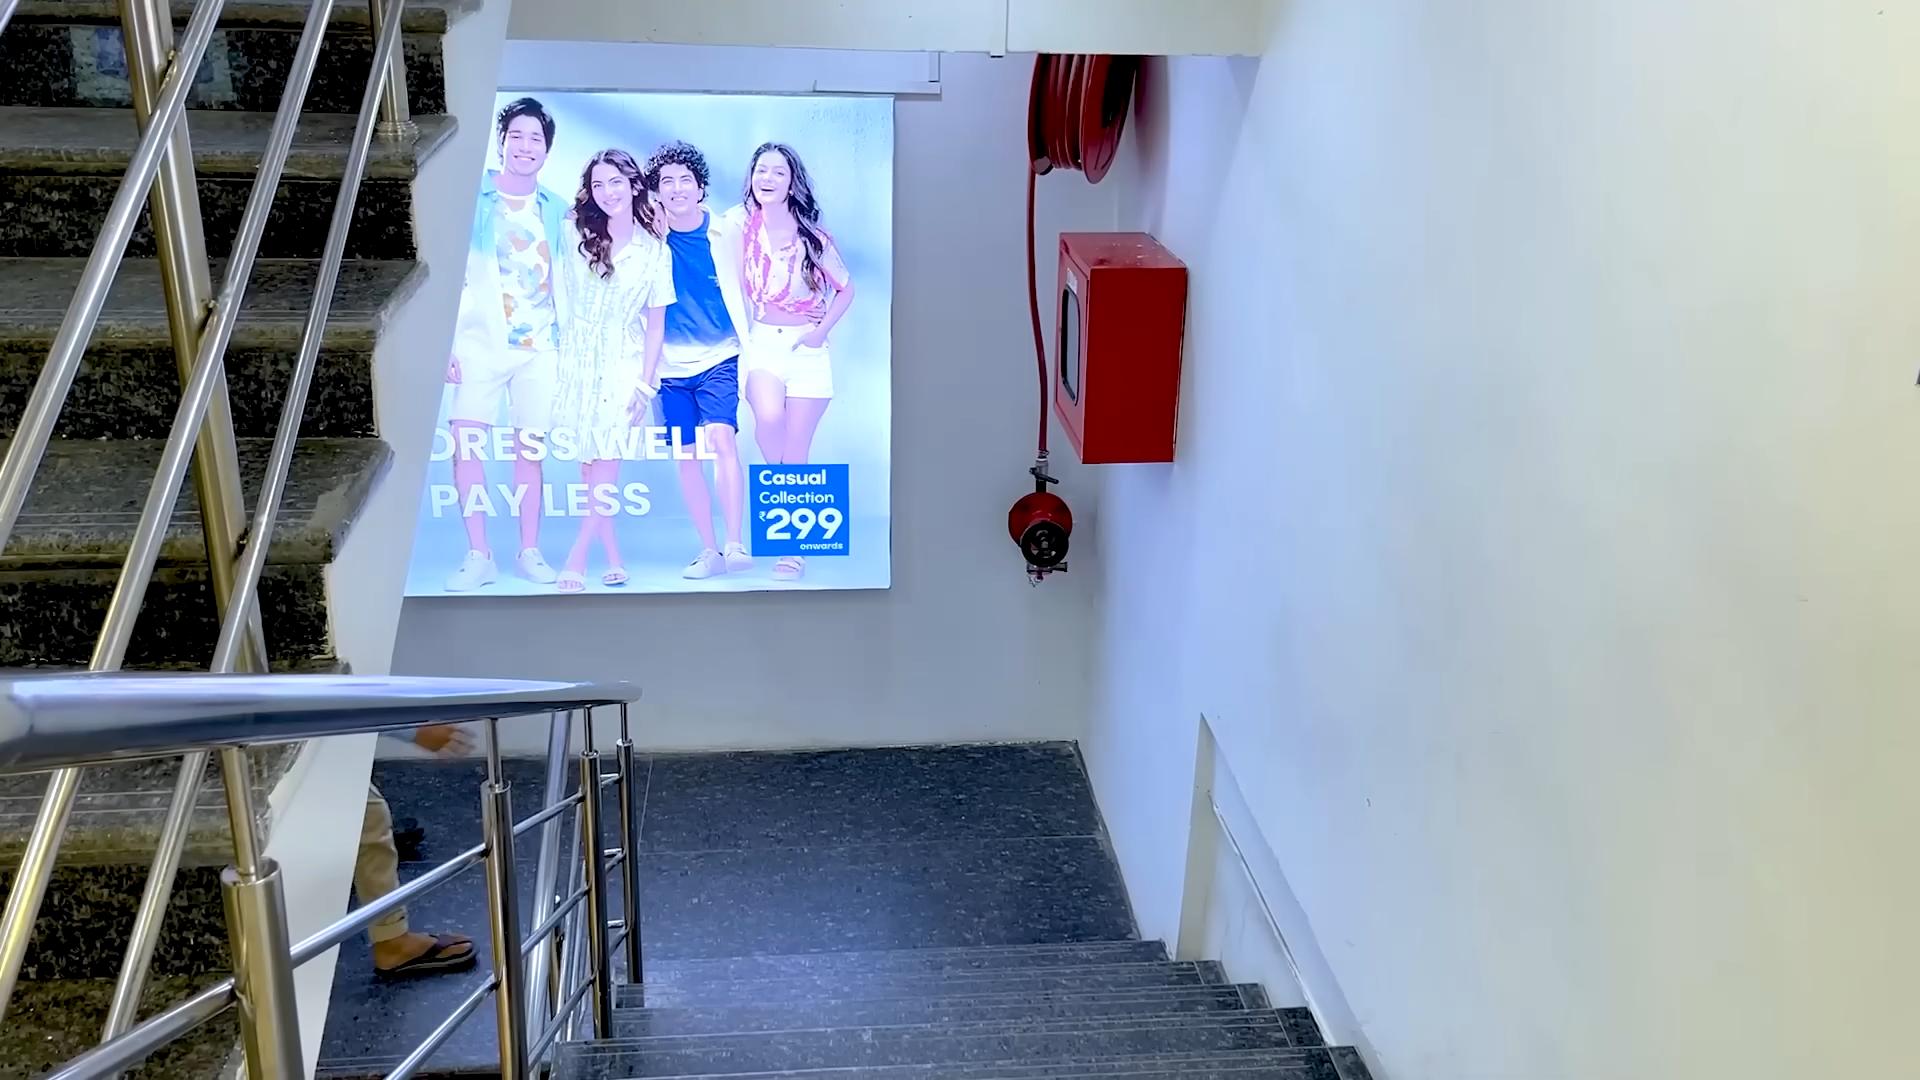 DRESS WELL
PAY LESS
Casual
Collection
₹299
onwards